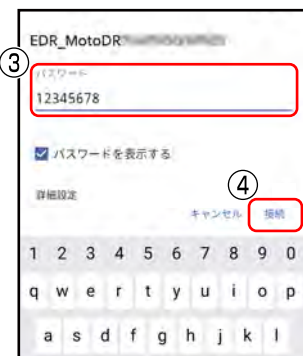 EDR_MotoDR
③
パスワード
12345678
パスワードを表示する
詳細設定
④
キャンセル 接続
1 2 3 4 5 6 7 8 9 0
q w e r t y u i o p
a s d f g h j k l